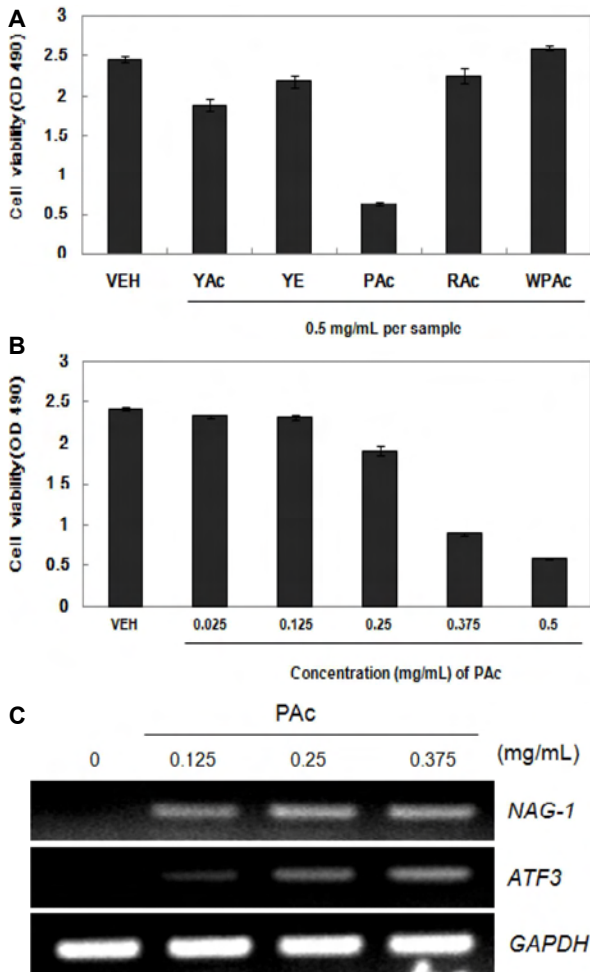 A
Cell viability (OD 490)
3
2.5
2
1.5
1
0.5
0
VEH YAc YE PAc RAc WPAc
0.5 mg/mL per sample
B
Cell viability (OD 490)
3
2.5
2
1.5
1
0.5
0
VEH 0.025 0.125 0.25 0.375 0.5
Concentration (mg/mL) of PAc
C
PAc
0 0.125 0.25 0.375 (mg/mL)
NAG-1
ATF3
GAPDH